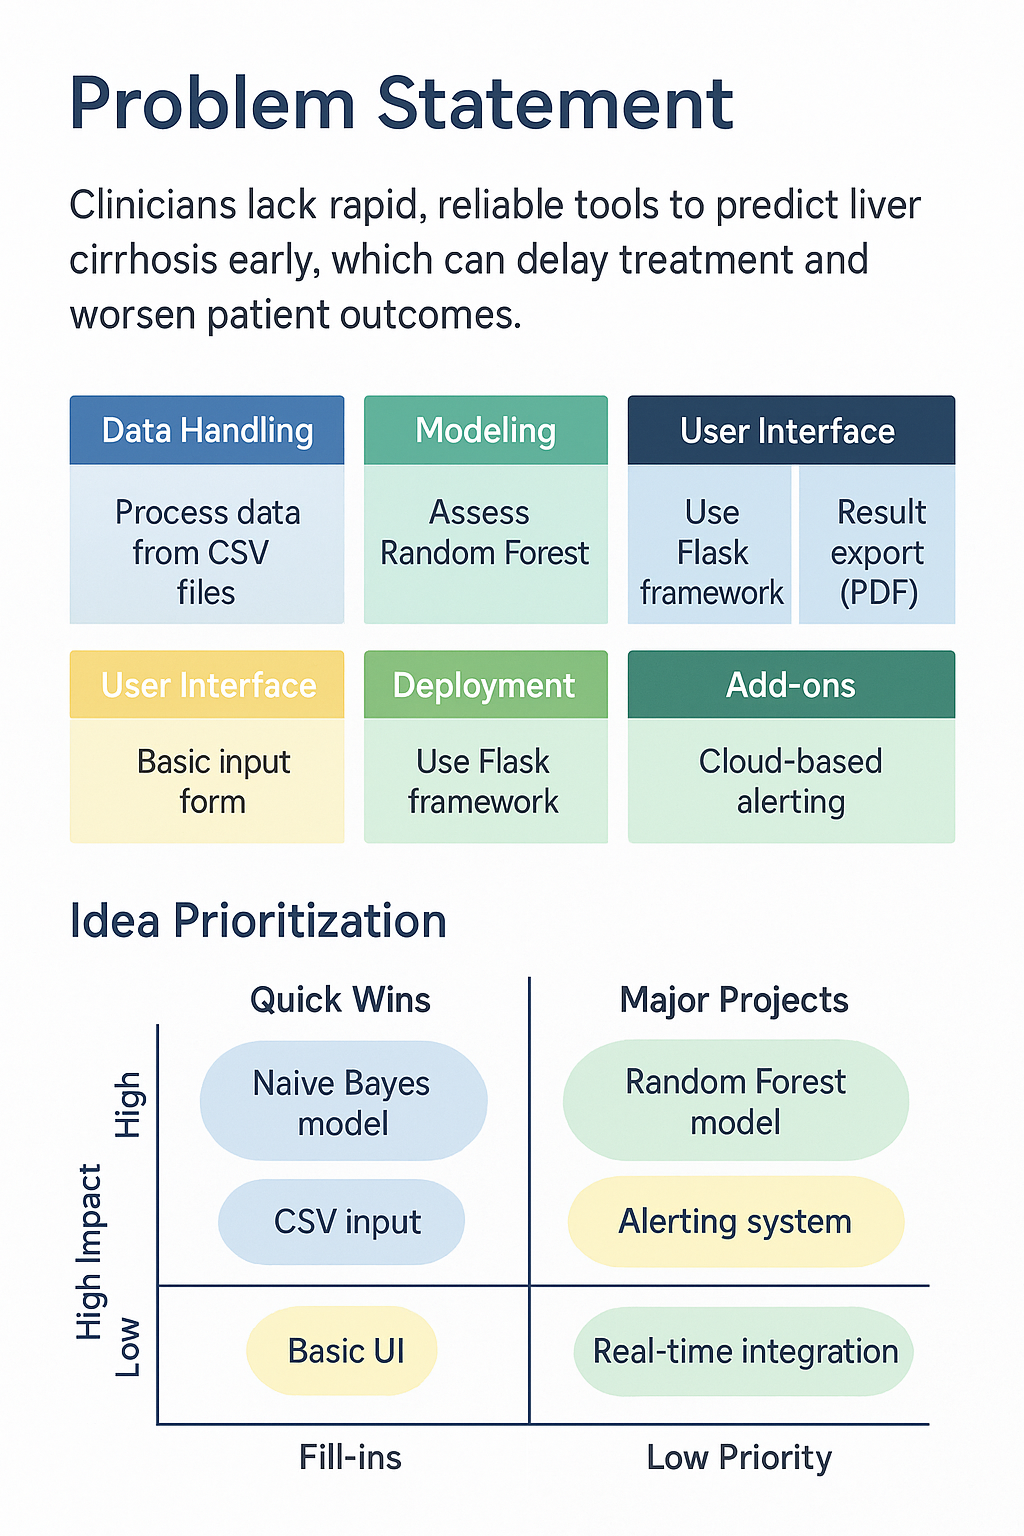 Problem Statement
Clinicians lack rapid, reliable tools to predict liver
cirrhosis early, which can delay treatment and
worsen patient outcomes.
Data Handling
Process data
from CSV
files
Modeling
Assess
Random Forest
User Interface
Use
Flask
framework
Result
export
(PDF)
User Interface
Basic input
form
Deployment
Use Flask
framework
Add-ons
Cloud-based
alerting
Idea Prioritization
Quick Wins
Major Projects
High Impact
High
Low
Naive Bayes
model
Random Forest
model
CSV input
Alerting system
Basic UI
Real-time integration
Fill-ins
Low Priority